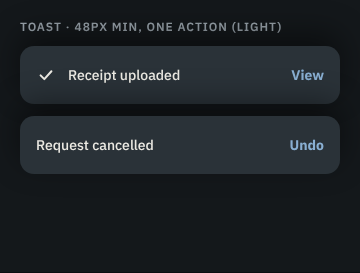 TOAST · 48PX MIN, ONE ACTION (LIGHT)
Receipt uploaded View
Request cancelled Undo